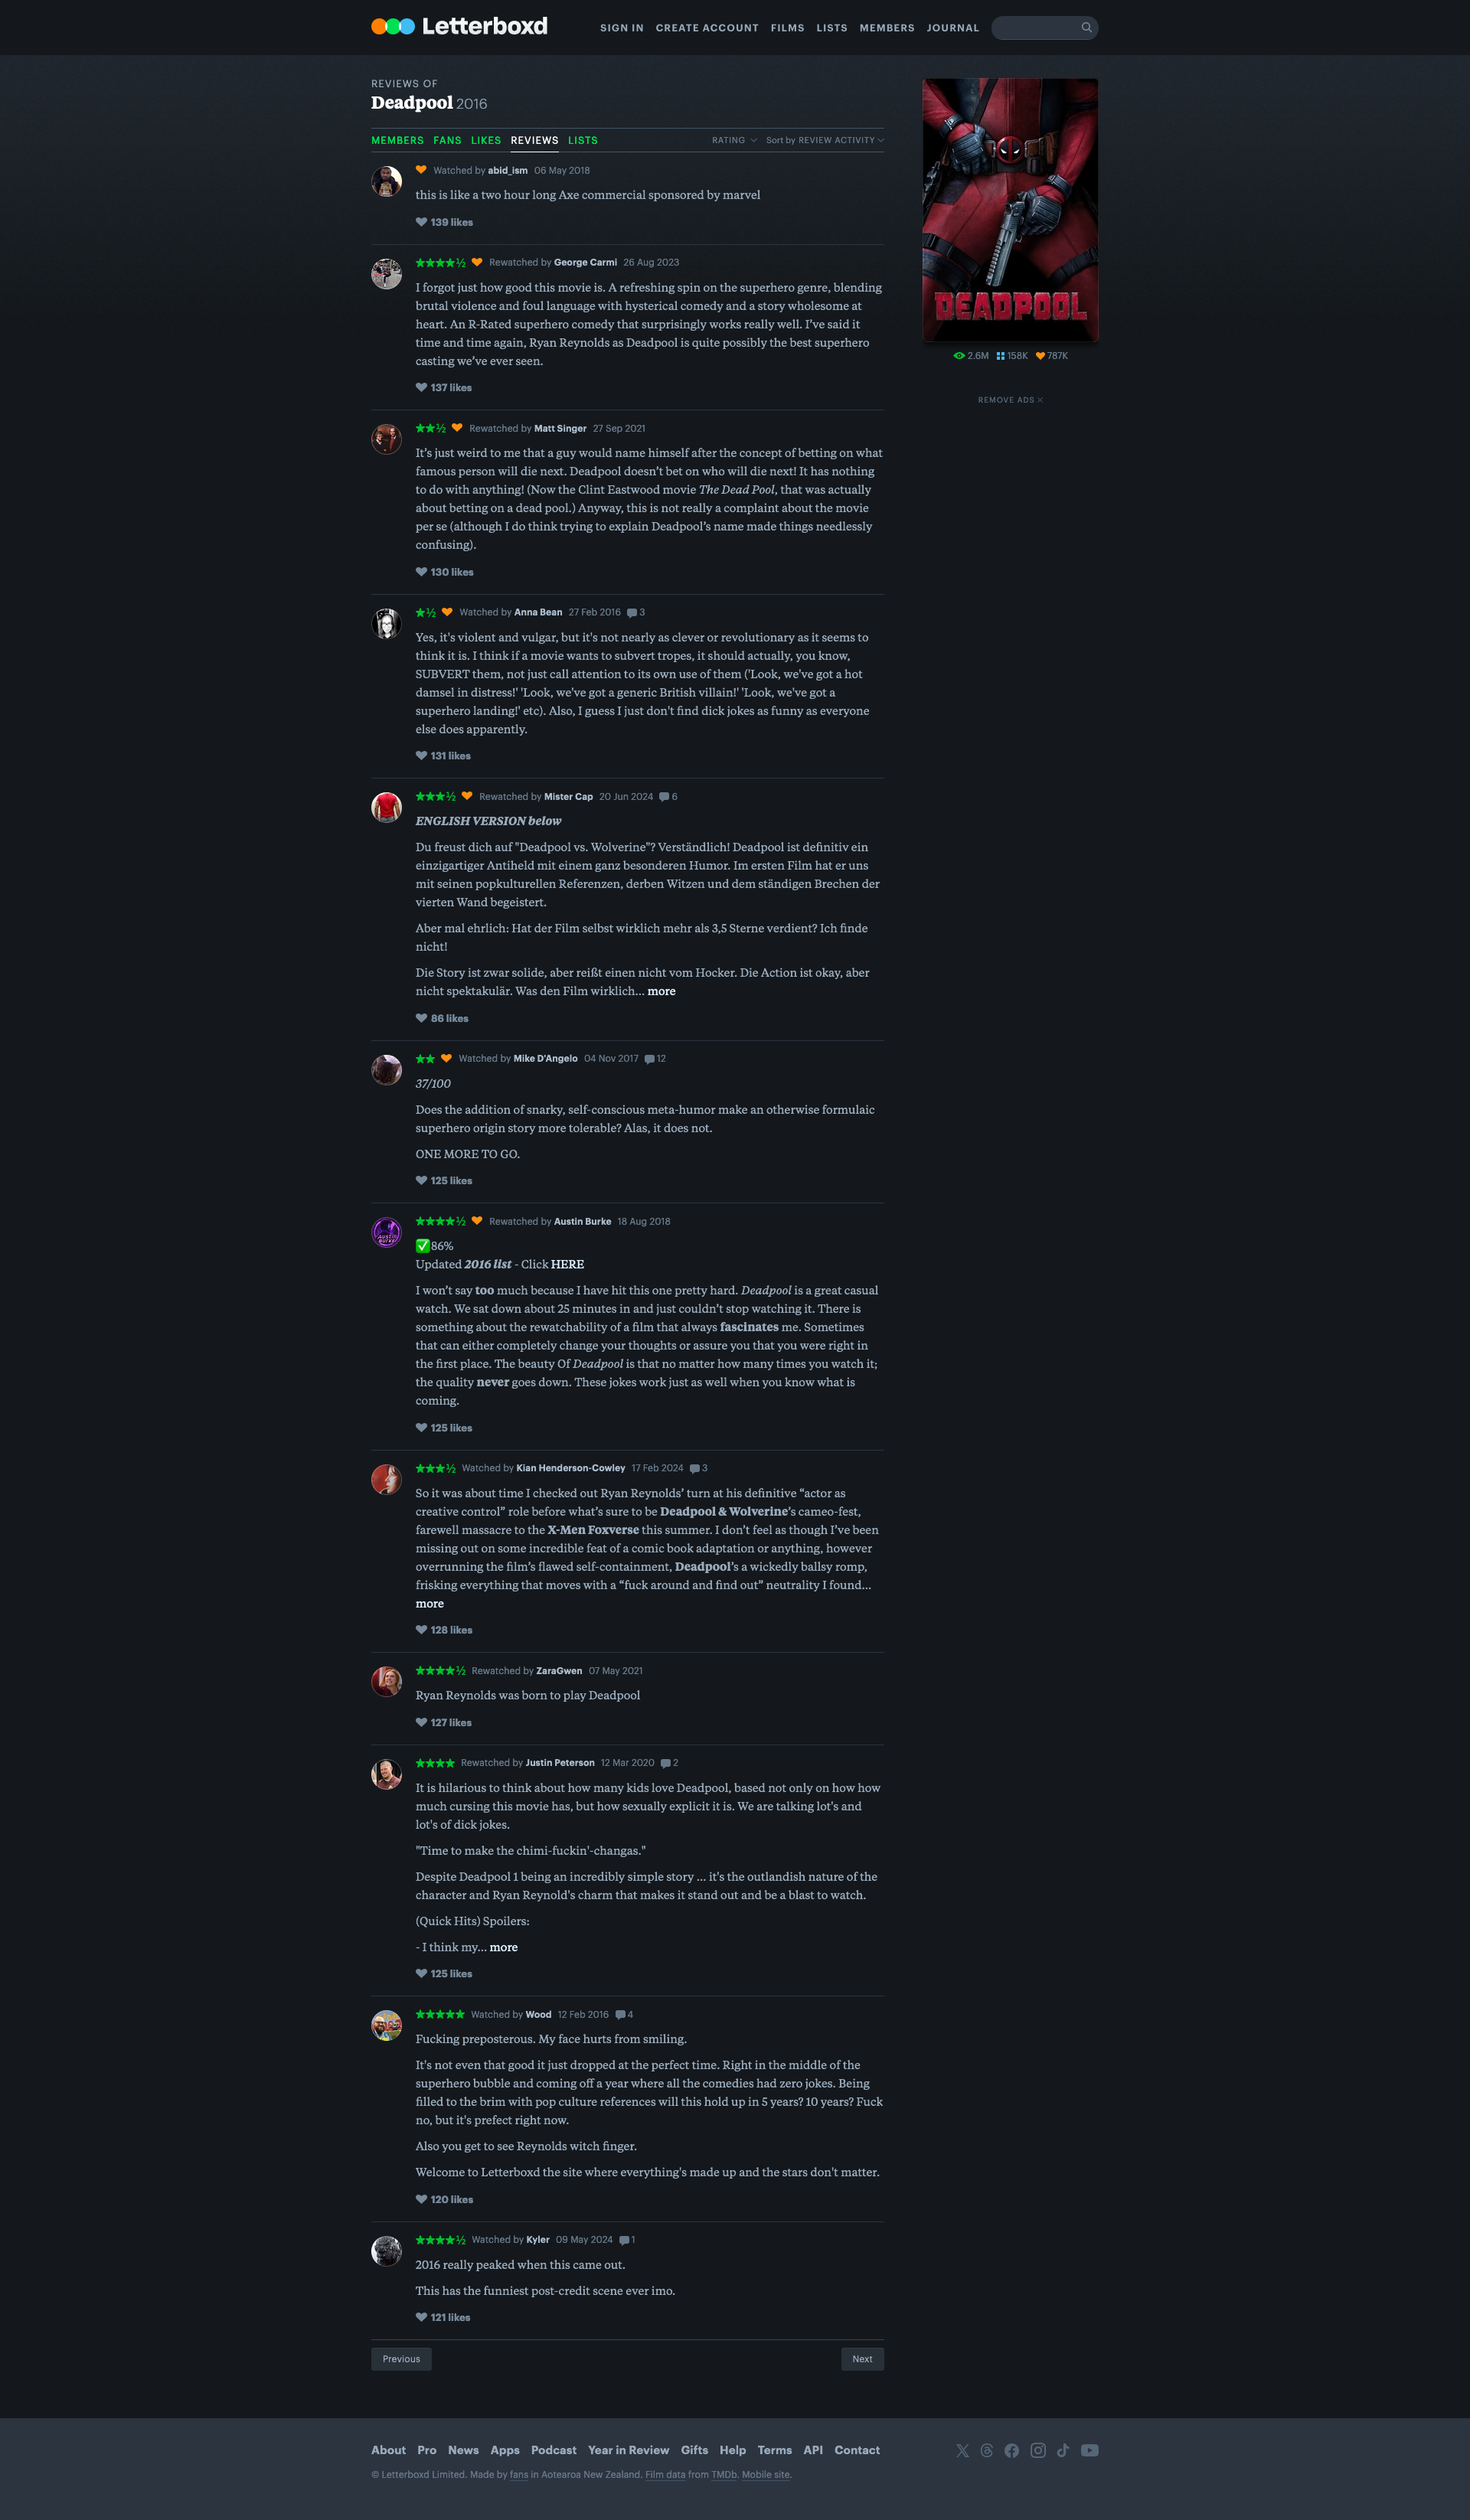 Letterboxd
SIGN IN CREATE ACCOUNT FILMS LISTS MEMBERS JOURNAL
REVIEWS OF
Deadpool 2016
MEMBERS FANS LIKES REVIEWS LISTS RATING Sort by REVIEW ACTIVITY
Watched by abid_ism 06 May 2018
this is like a two hour long Axe commercial sponsored by marvel
139 likes
★★★★½ Rewatched by George Carmi 26 Aug 2023
I forgot just how good this movie is. A refreshing spin on the superhero genre, blending
brutal violence and foul language with hysterical comedy and a story wholesome at
heart. An R-Rated superhero comedy that surprisingly works really well. I've said it
time and time again, Ryan Reynolds as Deadpool is quite possibly the best superhero
casting we've ever seen.
137 likes
★★½ Rewatched by Matt Singer 27 Sep 2021
It's just weird to me that a guy would name himself after the concept of betting on what
famous person will die next. Deadpool doesn't bet on who will die next! It has nothing
to do with anything! (Now the Clint Eastwood movie The Dead Pool, that was actually
about betting on a dead pool.) Anyway, this is not really a complaint about the movie
per se (although I do think trying to explain Deadpool's name made things needlessly
confusing).
130 likes
★½ Watched by Anna Bean 27 Feb 2016 3
Yes, it's violent and vulgar, but it's not nearly as clever or revolutionary as it seems to
think it is. I think if a movie wants to subvert tropes, it should actually, you know,
SUBVERT them, not just call attention to its own use of them ('Look, we've got a hot
damsel in distress!' 'Look, we've got a generic British villain!' 'Look, we've got a
superhero landing!' etc). Also, I guess I just don't find dick jokes as funny as everyone
else does apparently.
131 likes
★★★½ Rewatched by Mister Cap 20 Jun 2024 6
ENGLISH VERSION below
Du freust dich auf "Deadpool vs. Wolverine"? Verständlich! Deadpool ist definitiv ein
einzigartiger Antiheld mit einem ganz besonderen Humor. Im ersten Film hat er uns
mit seinen popkulturellen Referenzen, derben Witzen und dem ständigen Brechen der
vierten Wand begeistert.
Aber mal ehrlich: Hat der Film selbst wirklich mehr als 3,5 Sterne verdient? Ich finde
nicht!
Die Story ist zwar solide, aber reißt einen nicht vom Hocker. Die Action ist okay, aber
nicht spektakulär. Was den Film wirklich… more
86 likes
★★ Watched by Mike D'Angelo 04 Nov 2017 12
37/100
Does the addition of snarky, self-conscious meta-humor make an otherwise formulaic
superhero origin story more tolerable? Alas, it does not.
ONE MORE TO GO.
125 likes
★★★★½ Rewatched by Austin Burke 18 Aug 2018
✅86%
Updated 2016 list - Click HERE
I won't say too much because I have hit this one pretty hard. Deadpool is a great casual
watch. We sat down about 25 minutes in and just couldn't stop watching it. There is
something about the rewatchability of a film that always fascinates me. Sometimes
that can either completely change your thoughts or assure you that you were right in
the first place. The beauty Of Deadpool is that no matter how many times you watch it;
the quality never goes down. These jokes work just as well when you know what is
coming.
125 likes
★★★½ Watched by Kian Henderson-Cowley 17 Feb 2024 3
So it was about time I checked out Ryan Reynolds' turn at his definitive “actor as
creative control” role before what's sure to be Deadpool & Wolverine's cameo-fest,
farewell massacre to the X-Men Foxverse this summer. I don't feel as though I've been
missing out on some incredible feat of a comic book adaptation or anything, however
overrunning the film's flawed self-containment, Deadpool's a wickedly ballsy romp,
frisking everything that moves with a “fuck around and find out” neutrality I found…
more
128 likes
★★★★½ Rewatched by ZaraGwen 07 May 2021
Ryan Reynolds was born to play Deadpool
127 likes
★★★★ Rewatched by Justin Peterson 12 Mar 2020 2
It is hilarious to think about how many kids love Deadpool, based not only on how how
much cursing this movie has, but how sexually explicit it is. We are talking lot's and
lot's of dick jokes.
"Time to make the chimi-fuckin'-changas."
Despite Deadpool 1 being an incredibly simple story ... it's the outlandish nature of the
character and Ryan Reynold's charm that makes it stand out and be a blast to watch.
(Quick Hits) Spoilers:
- I think my… more
125 likes
★★★★★ Watched by Wood 12 Feb 2016 4
Fucking preposterous. My face hurts from smiling.
It's not even that good it just dropped at the perfect time. Right in the middle of the
superhero bubble and coming off a year where all the comedies had zero jokes. Being
filled to the brim with pop culture references will this hold up in 5 years? 10 years? Fuck
no, but it's prefect right now.
Also you get to see Reynolds witch finger.
Welcome to Letterboxd the site where everything's made up and the stars don't matter.
120 likes
★★★★½ Watched by Kyler 09 May 2024 1
2016 really peaked when this came out.
This has the funniest post-credit scene ever imo.
121 likes
Previous Next
DEADPOOL
2.6M 158K 787K
REMOVE ADS
About Pro News Apps Podcast Year in Review Gifts Help Terms API Contact
© Letterboxd Limited. Made by fans in Aotearoa New Zealand. Film data from TMDb. Mobile site.